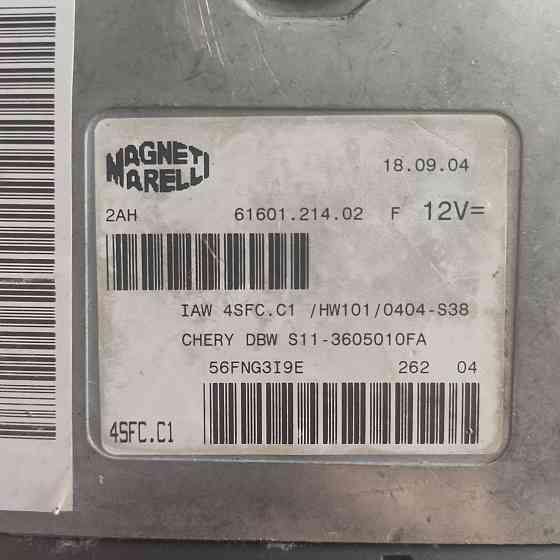 MAGNETI
MARELLI
18.09.04
2AH 61601.214.02 F 12V=
IAW 4SFC.C1 /HW101/0404-S38
CHERY DBW S11-3605010FA
56FNG3I9E 262 04
4SFC.C1